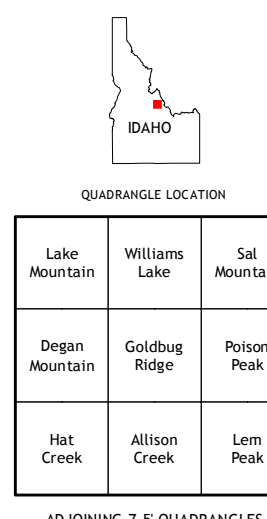 IDAHO
QUADRANGLE LOCATION
Lake Mountain
Williams Lake
Sal
Degan Mountain
Goldbug Ridge
Poison Peak
Hat Creek
Allison Creek
Lem Peak
ADJOINING 7.5' QUADRANGLES